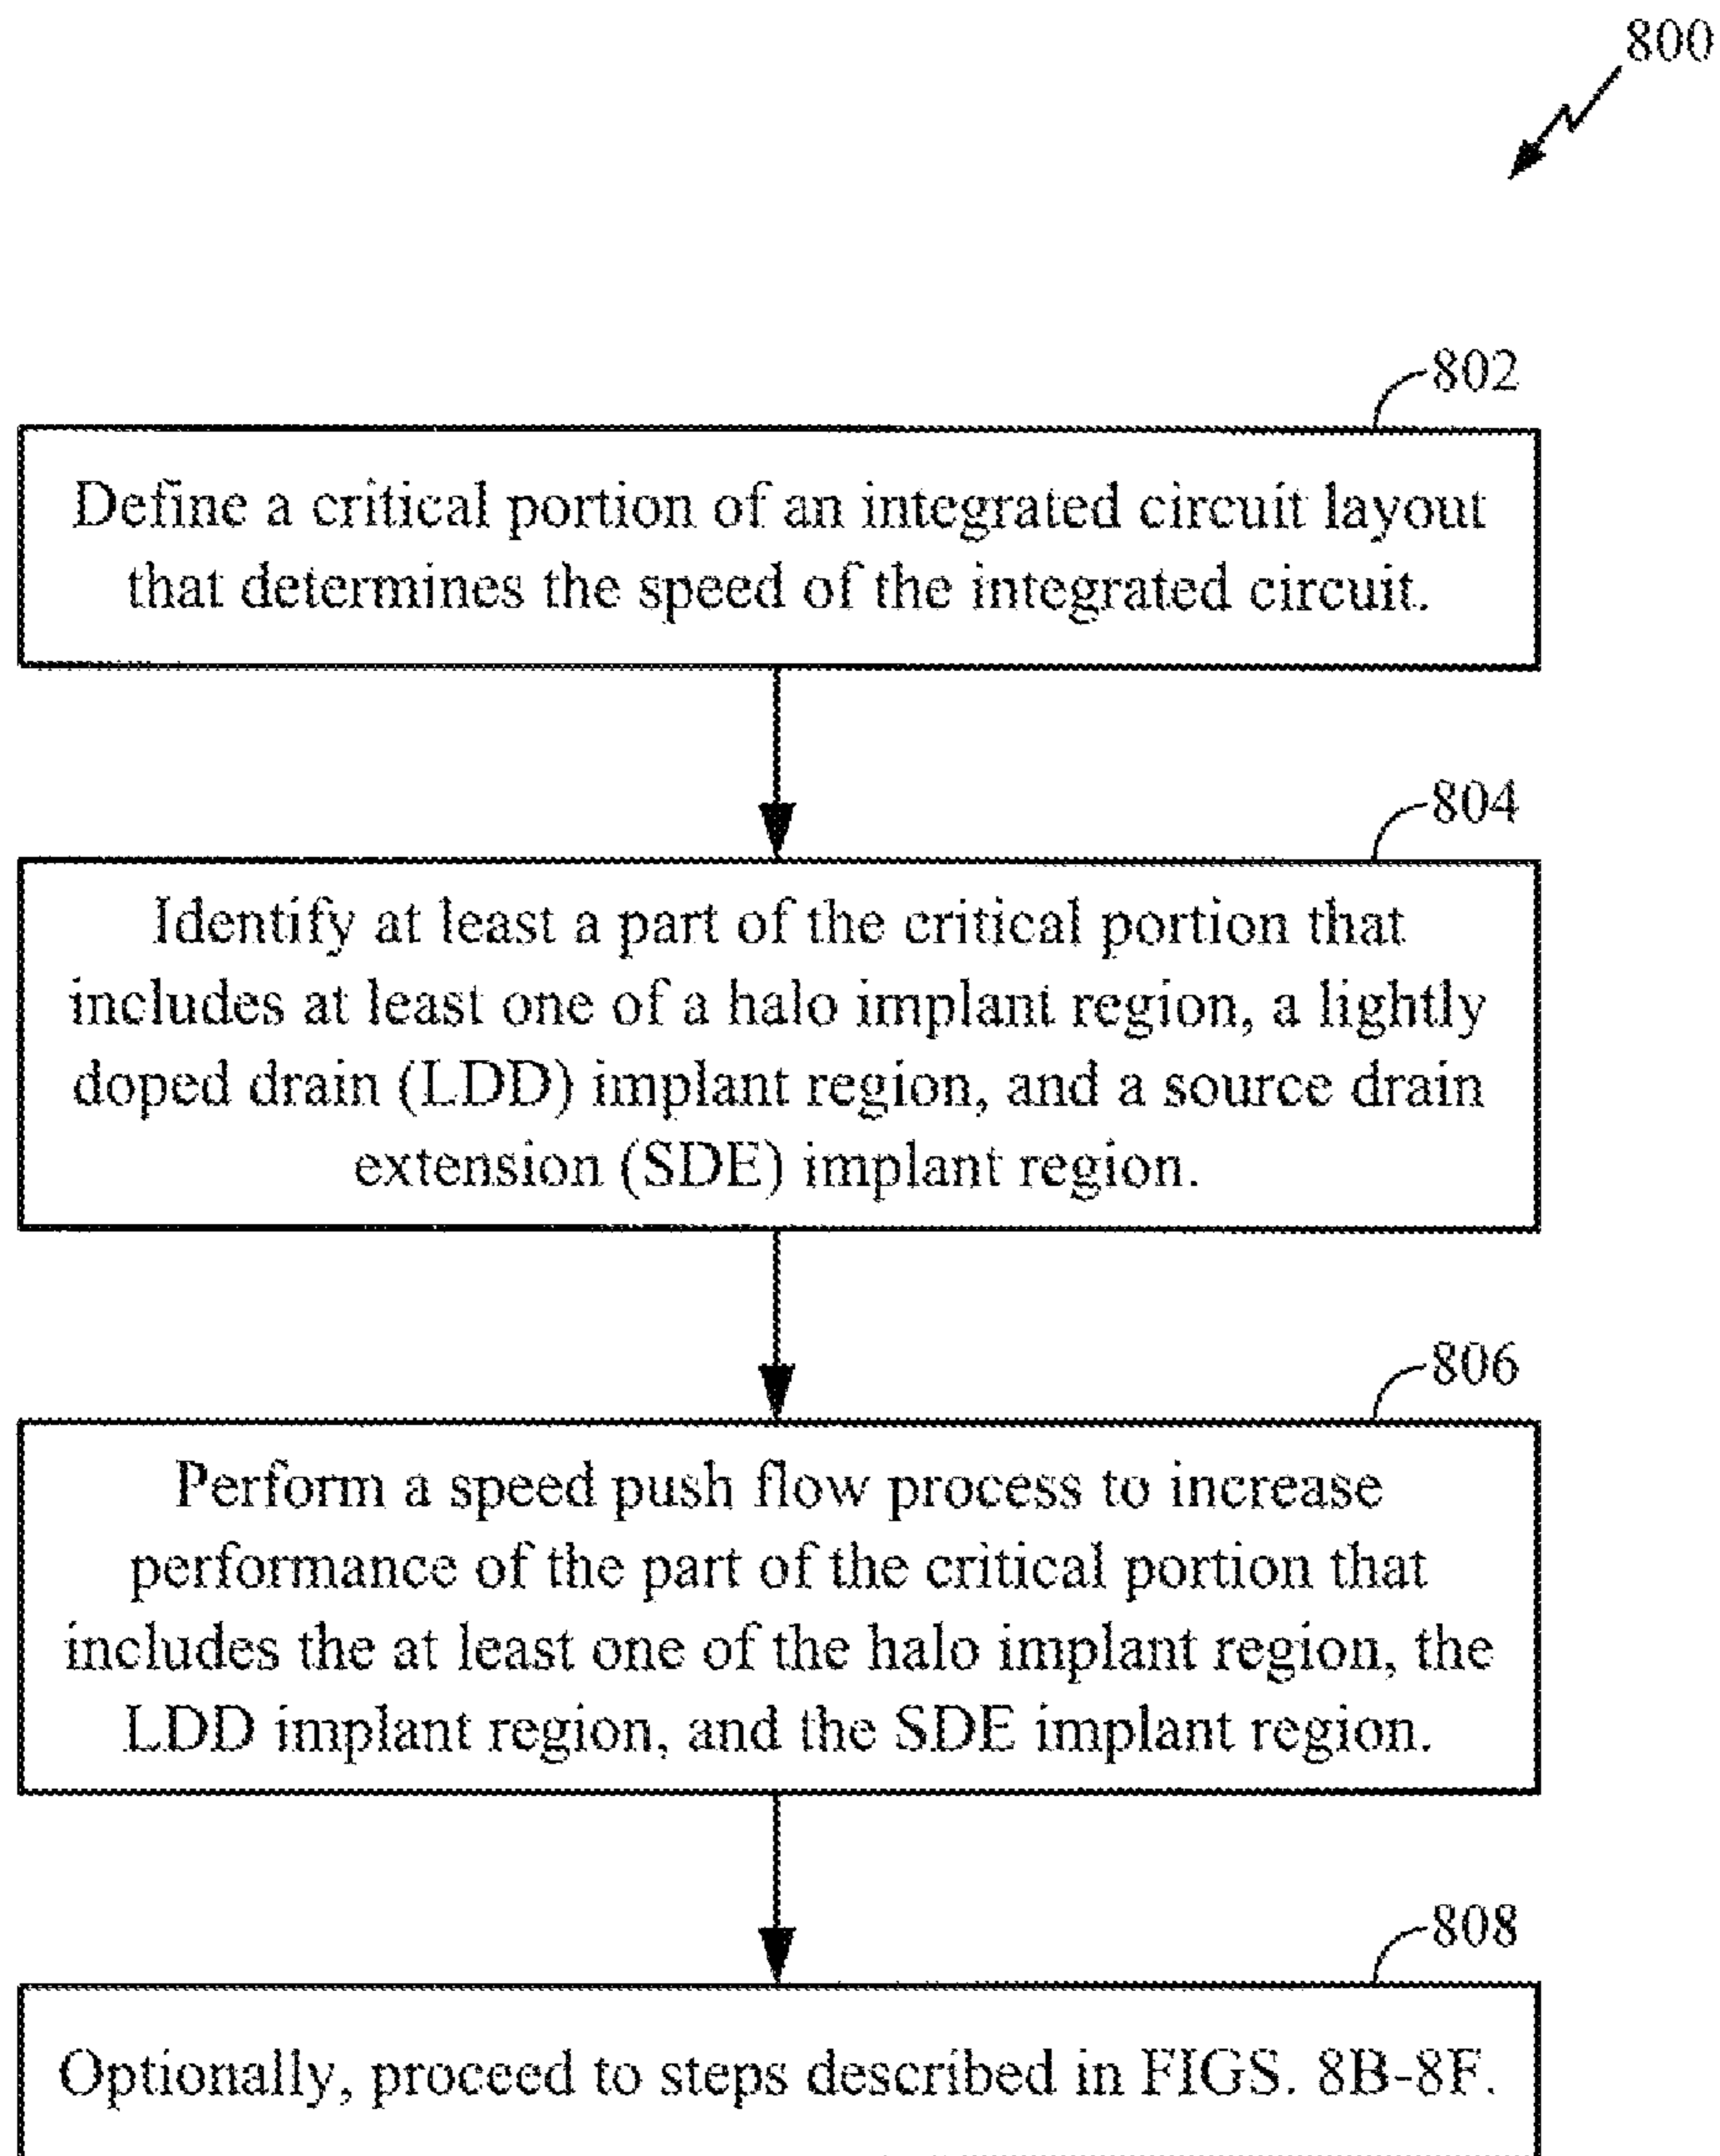 800
802
Define a critical portion of an integrated circuit layout
that determines the speed of the integrated circuit.
804
Identify at least a part of the critical portion that
includes at least one of a halo implant region, a lightly
doped drain (LDD) implant region, and a source drain
extension (SDE) implant region.
806
Perform a speed push flow process to increase
performance of the part of the critical portion that
includes the at least one of the halo implant region, the
LDD implant region, and the SDE implant region.
808
Optionally, proceed to steps described in FIGS. 8B-8F.